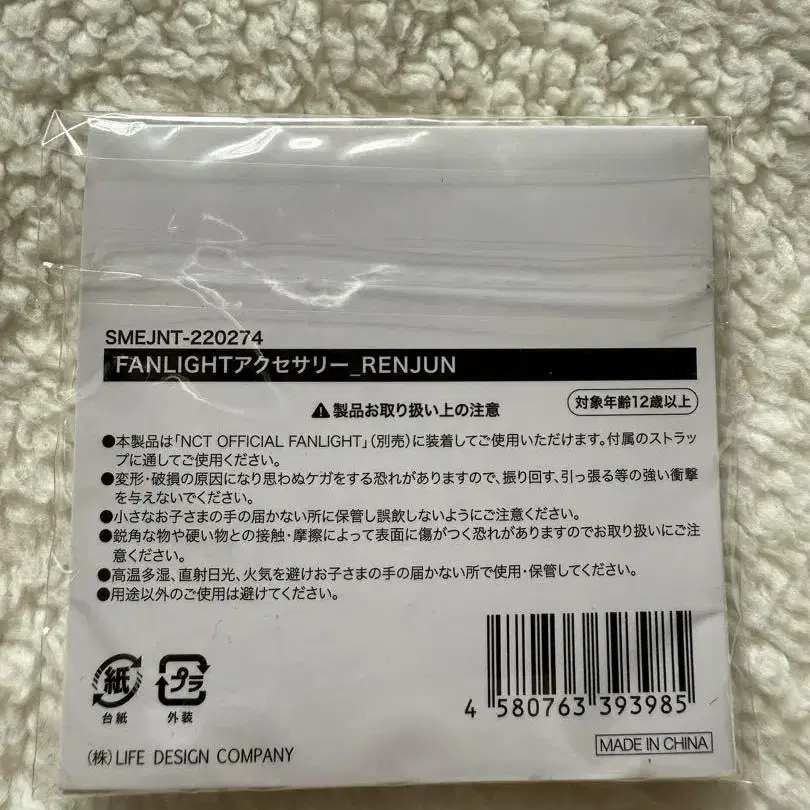 SMEJNT-220274
FANLIGHTアクセサリー_RENJUN
⚠製品お取り扱い上の注意
対象年齢12歳以上
●本製品は「NCT OFFICIAL FANLIGHT」(別売)に装着してご使用いただけます。付属のストラッ
プに通してご使用ください。
●変形・破損の原因になり思わぬケガをする恐れがありますので、振り回す、引っ張る等の強い衝撃
を与えないでください。
●小さなお子さまの手の届かない所に保管し誤飲しないようにご注意ください。
●鋭角な物や硬い物との接触・摩擦によって表面に傷がつく恐れがありますのでお取り扱いにご注
意ください。
●高温多湿、直射日光、火気を避けお子さまの手の届かない所で使用・保管してください。
●用途以外のご使用は避けてください。
紙
プラ
台紙
外装
4 580763 393985
(株)LIFE DESIGN COMPANY
MADE IN CHINA